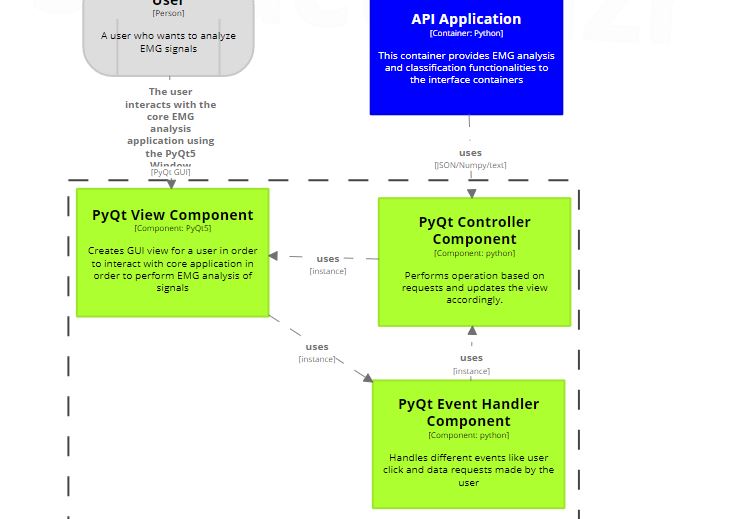 User
[Person]
A user who wants to analyze
EMG signals
API Application
[Container: Python]
This container provides EMG analysis
and classification functionalities to
the interface containers
The user
interacts with the
core EMG
analysis
application using
the PyQt5
Window
[PyQt GUI]
uses
[JSON/Numpy/text]
PyQt View Component
[Component: PyQt5]
Creates GUI view for a user in order
to interact with core application in
order to perform EMG analysis of
signals
uses
[instance]
PyQt Controller
Component
[Component: python]
Performs operation based on
requests and updates the view
accordingly.
uses
[instance]
uses
[instance]
PyQt Event Handler
Component
[Component: python]
Handles different events like user
click and data requests made by the
user